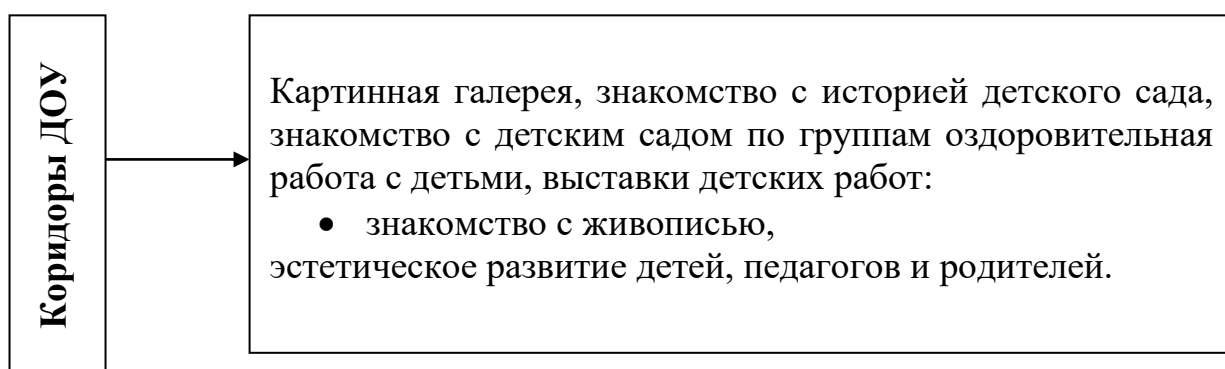 Коридоры ДОУ
Картинная галерея, знакомство с историей детского сада,
знакомство с детским садом по группам оздоровительная
работа с детьми, выставки детских работ:
• знакомство с живописью,
эстетическое развитие детей, педагогов и родителей.